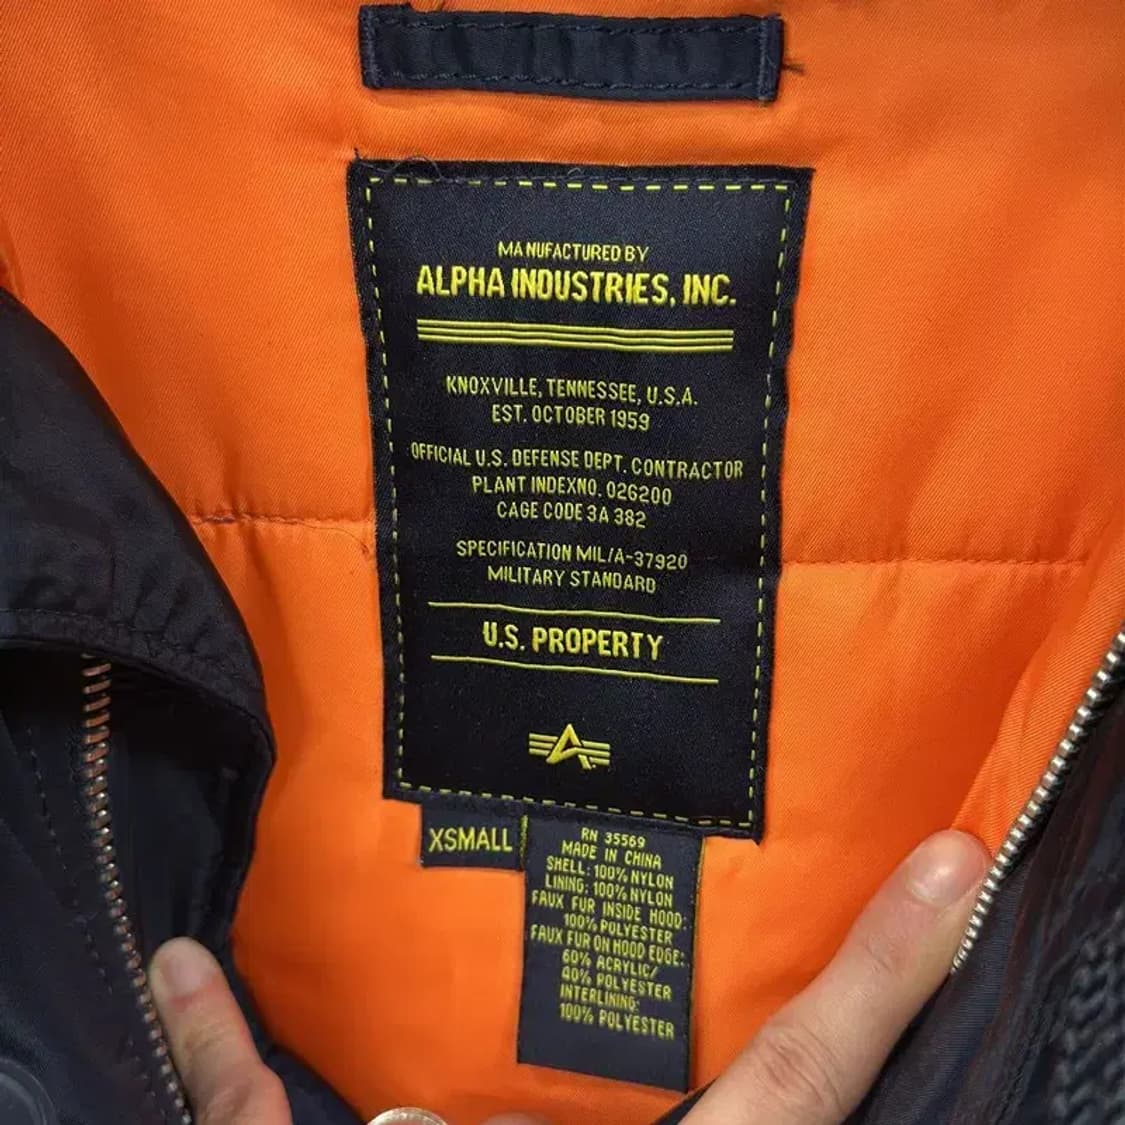 MANUFACTURED BY
ALPHA INDUSTRIES, INC.
KNOXVILLE, TENNESSEE, U.S.A.
EST. OCTOBER 1959
OFFICIAL U.S. DEFENSE DEPT. CONTRACTOR
PLANT INDEXNO. 026200
CAGE CODE 3A 382
SPECIFICATION MIL/A-37920
MILITARY STANDARD
U.S. PROPERTY
XSMALL
RN 35569
MADE IN CHINA
SHELL: 100% NYLON
LINING: 100% NYLON
FAUX FUR INSIDE HOOD:
100% POLYESTER
FAUX FUR ON HOOD EDGE:
60% ACRYLIC/
40% POLYESTER
INTERLINING:
100% POLYESTER